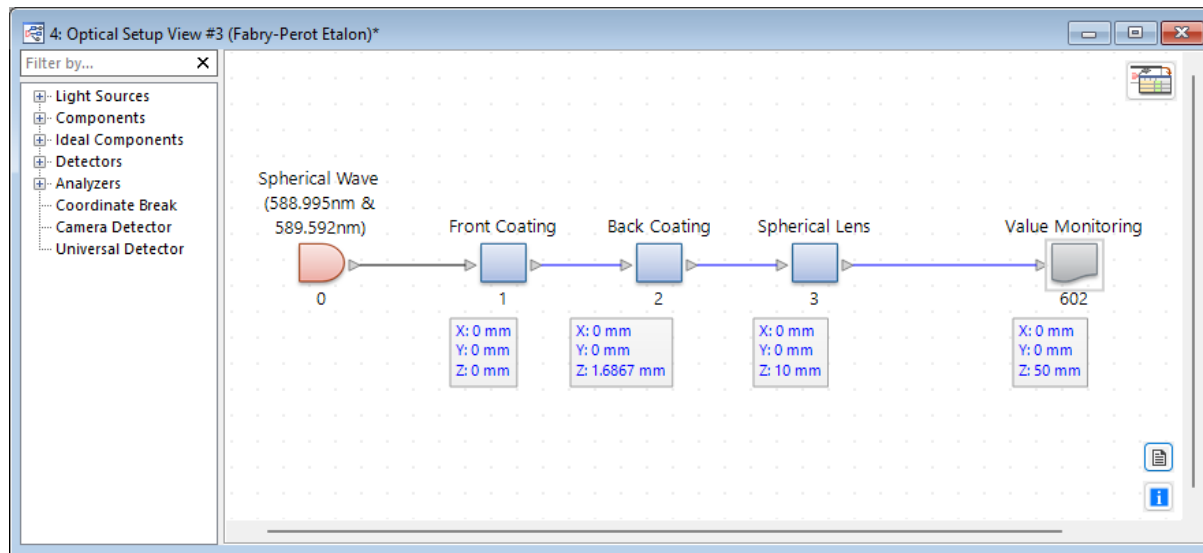 4: Optical Setup View #3 (Fabry-Perot Etalon)*
Filter by...
Light Sources
Components
Ideal Components
Detectors
Analyzers
Coordinate Break
Camera Detector
Universal Detector
Spherical Wave
(588.995nm &
589.592nm)
0
Front Coating
1
X: 0 mm
Y: 0 mm
Z: 0 mm
Back Coating
2
X: 0 mm
Y: 0 mm
Z: 1.6867 mm
Spherical Lens
3
X: 0 mm
Y: 0 mm
Z: 10 mm
Value Monitoring
602
X: 0 mm
Y: 0 mm
Z: 50 mm